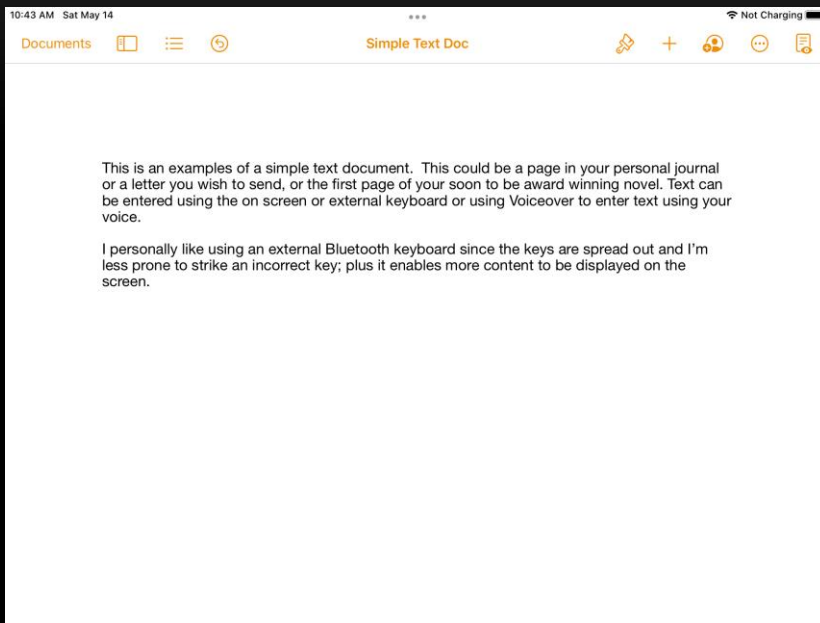 10:43 AM Sat May 14
Not Charging
Documents
Simple Text Doc
This is an examples of a simple text document.  This could be a page in your personal journal
or a letter you wish to send, or the first page of your soon to be award winning novel. Text can
be entered using the on screen or external keyboard or using Voiceover to enter text using your
voice.
I personally like using an external Bluetooth keyboard since the keys are spread out and I’m
less prone to strike an incorrect key; plus it enables more content to be displayed on the
screen.